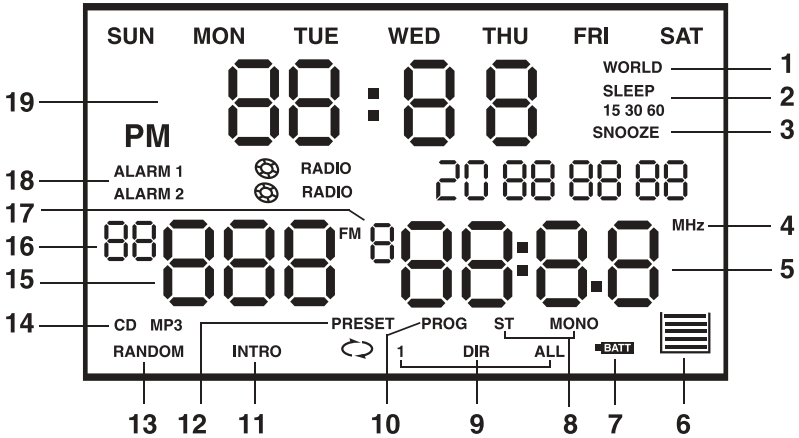 SUN MON TUE WED THU FRI SAT
88:88
WORLD 1
SLEEP 2
15 30 60
SNOOZE 3
19
PM
18 ALARM 1 RADIO
ALARM 2 RADIO
20 88 88 88
17
16 88 888 FM 8 88:8.8 MHz 4
15 5
14 CD MP3 PRESET PROG ST MONO
RANDOM INTRO 1 DIR ALL BATT
13 12 11 10 9 8 7 6